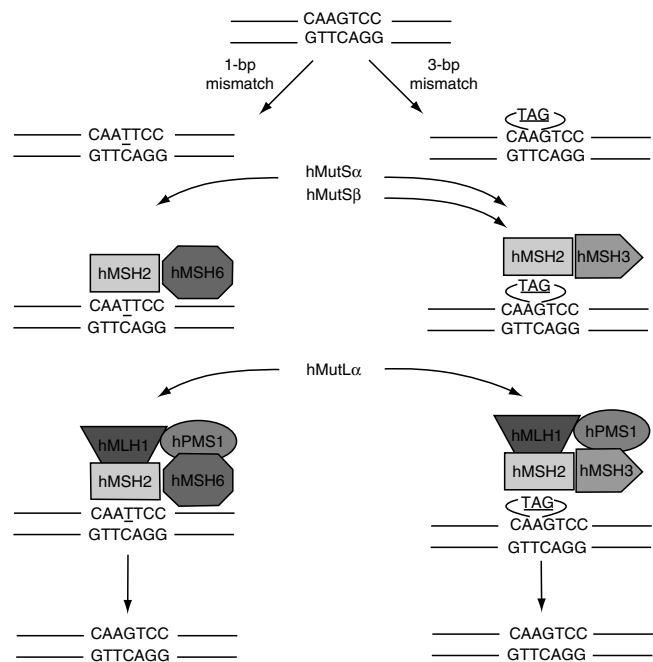 CAAGTCC
GTTCAGG
1-bp
mismatch
3-bp
mismatch
TAG
CAATTCC
GTTCAGG
CAAGTCC
GTTCAGG
hMutSα
hMutSβ
hMSH2
hMSH6
hMSH2
hMSH3
TAG
CAATTCC
GTTCAGG
CAAGTCC
GTTCAGG
hMutLα
hMLH1
hPMS1
hMLH1
hPMS1
hMSH2
hMSH6
hMSH2
hMSH3
TAG
CAATTCC
GTTCAGG
CAAGTCC
GTTCAGG
CAAGTCC
GTTCAGG
CAAGTCC
GTTCAGG